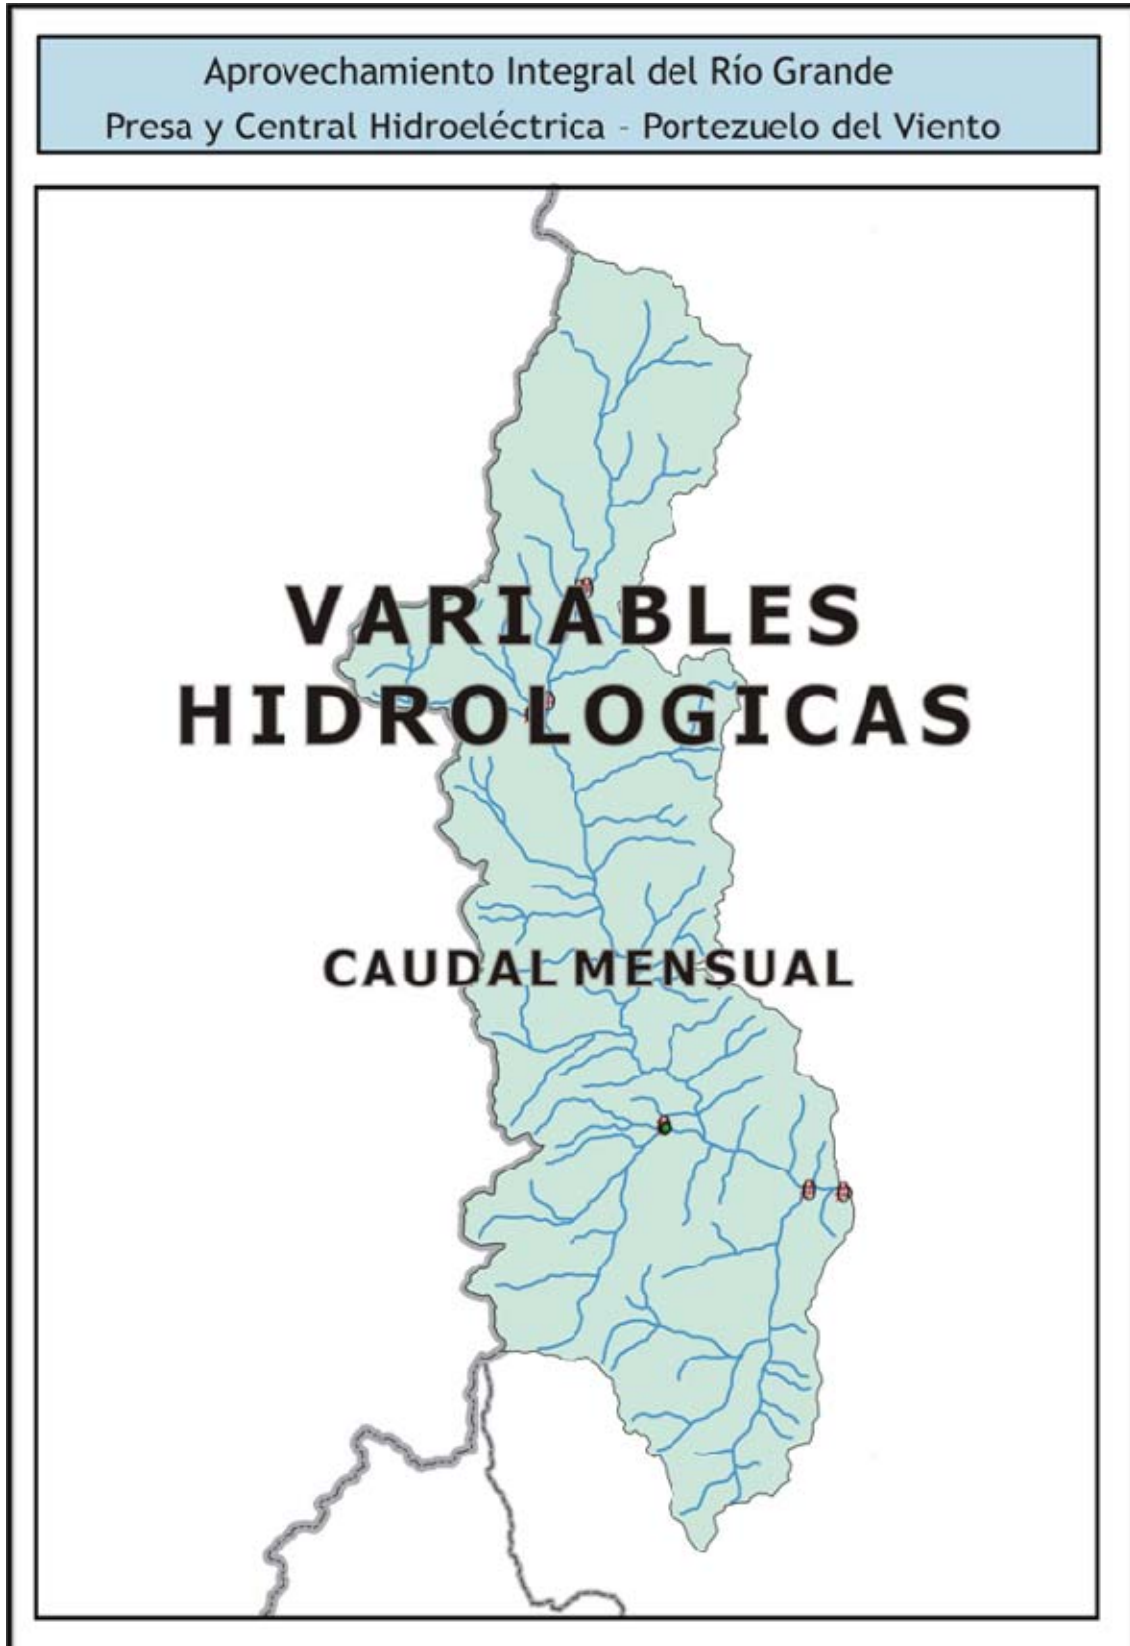 Aprovechamiento Integral del Río Grande
Presa y Central Hidroeléctrica - Portezuelo del Viento
VARIABLES
HIDROLOGICAS
CAUDAL MENSUAL